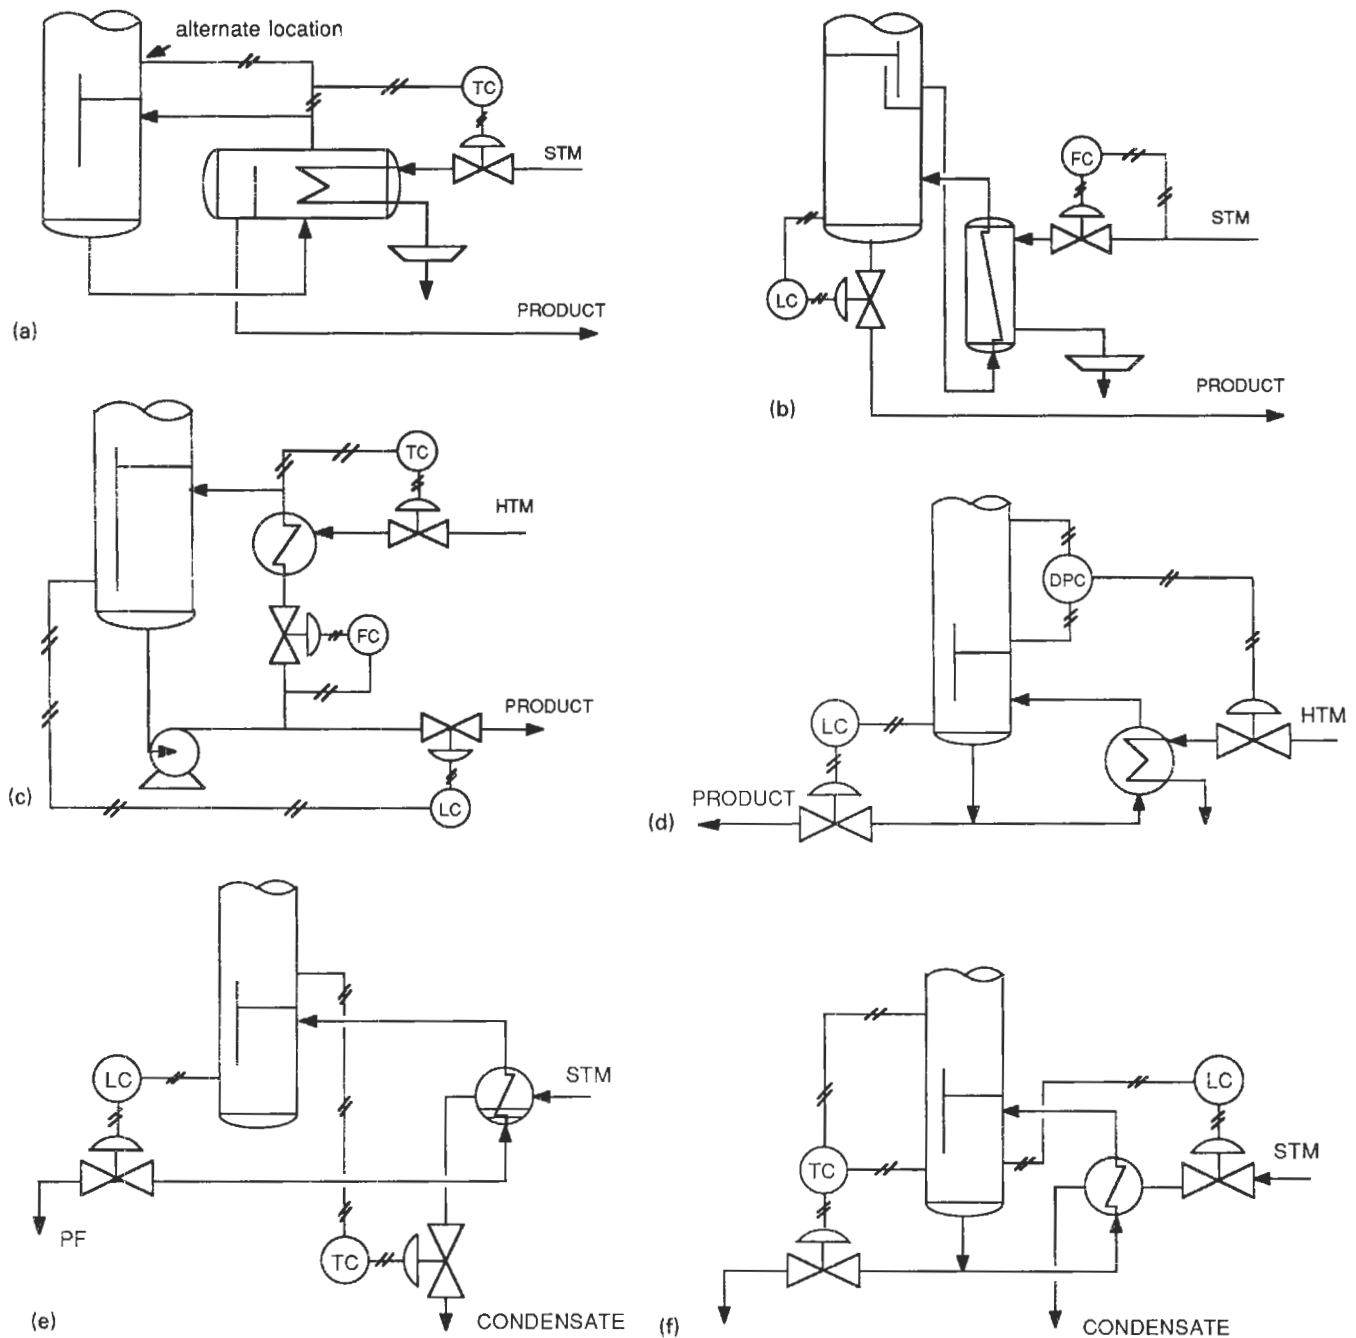 alternate location
TC
STM
PRODUCT
(a)
FC
STM
LC
PRODUCT
(b)
TC
HTM
FC
PRODUCT
LC
(c)
DPC
LC
HTM
PRODUCT
(d)
LC
STM
PF
TC
CONDENSATE
(e)
LC
TC
STM
CONDENSATE
(f)